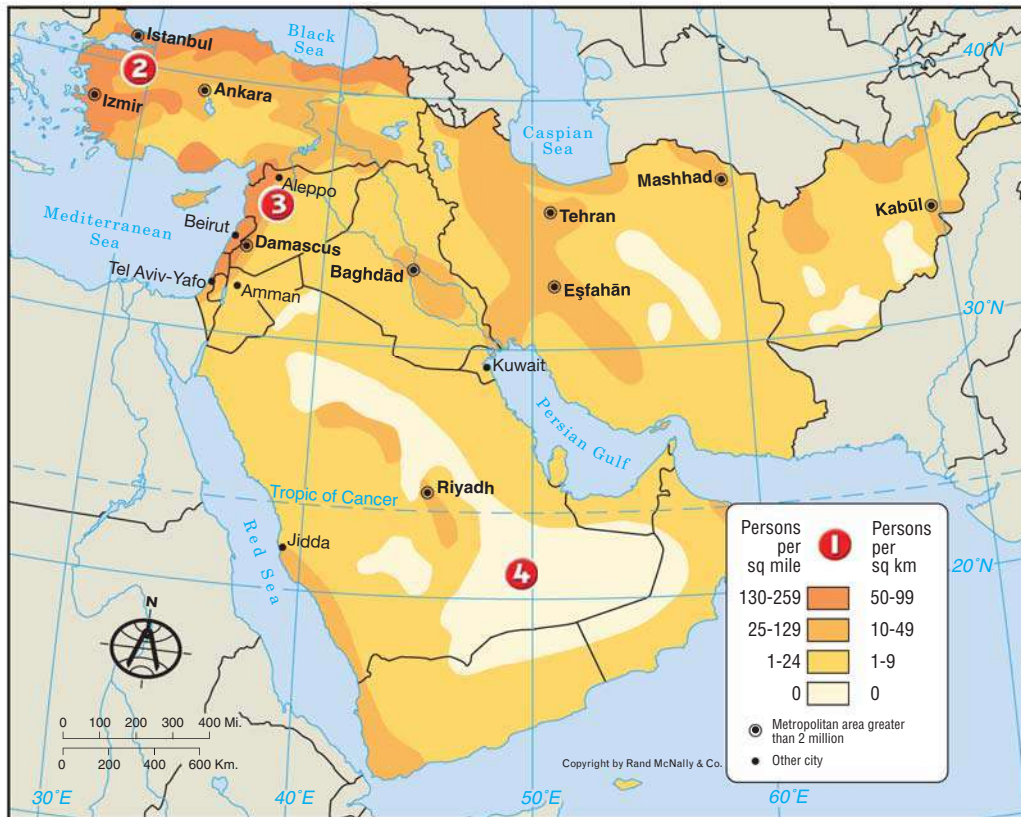 Black
Sea
40°N
Istanbul
2
Ankara
Izmir
Caspian
Sea
Mashhad
Kabūl
Aleppo
3
Tehran
Mediterranean
Sea
Beirut
Damascus
Baghdād
Tel Aviv-Yafo
Amman
Eşfahān
30°N
Kuwait
Persian Gulf
Tropic of Cancer
Riyadh
Red Sea
Jidda
4
20°N
Persons
per
sq mile
1
Persons
per
sq km
130-259 50-99
25-129 10-49
1-24 1-9
0 0
Metropolitan area greater
than 2 million
Other city
N
0 100 200 300 400 Mi.
0 200 400 600 Km.
Copyright by Rand McNally & Co.
30°E 40°E 50°E 60°E